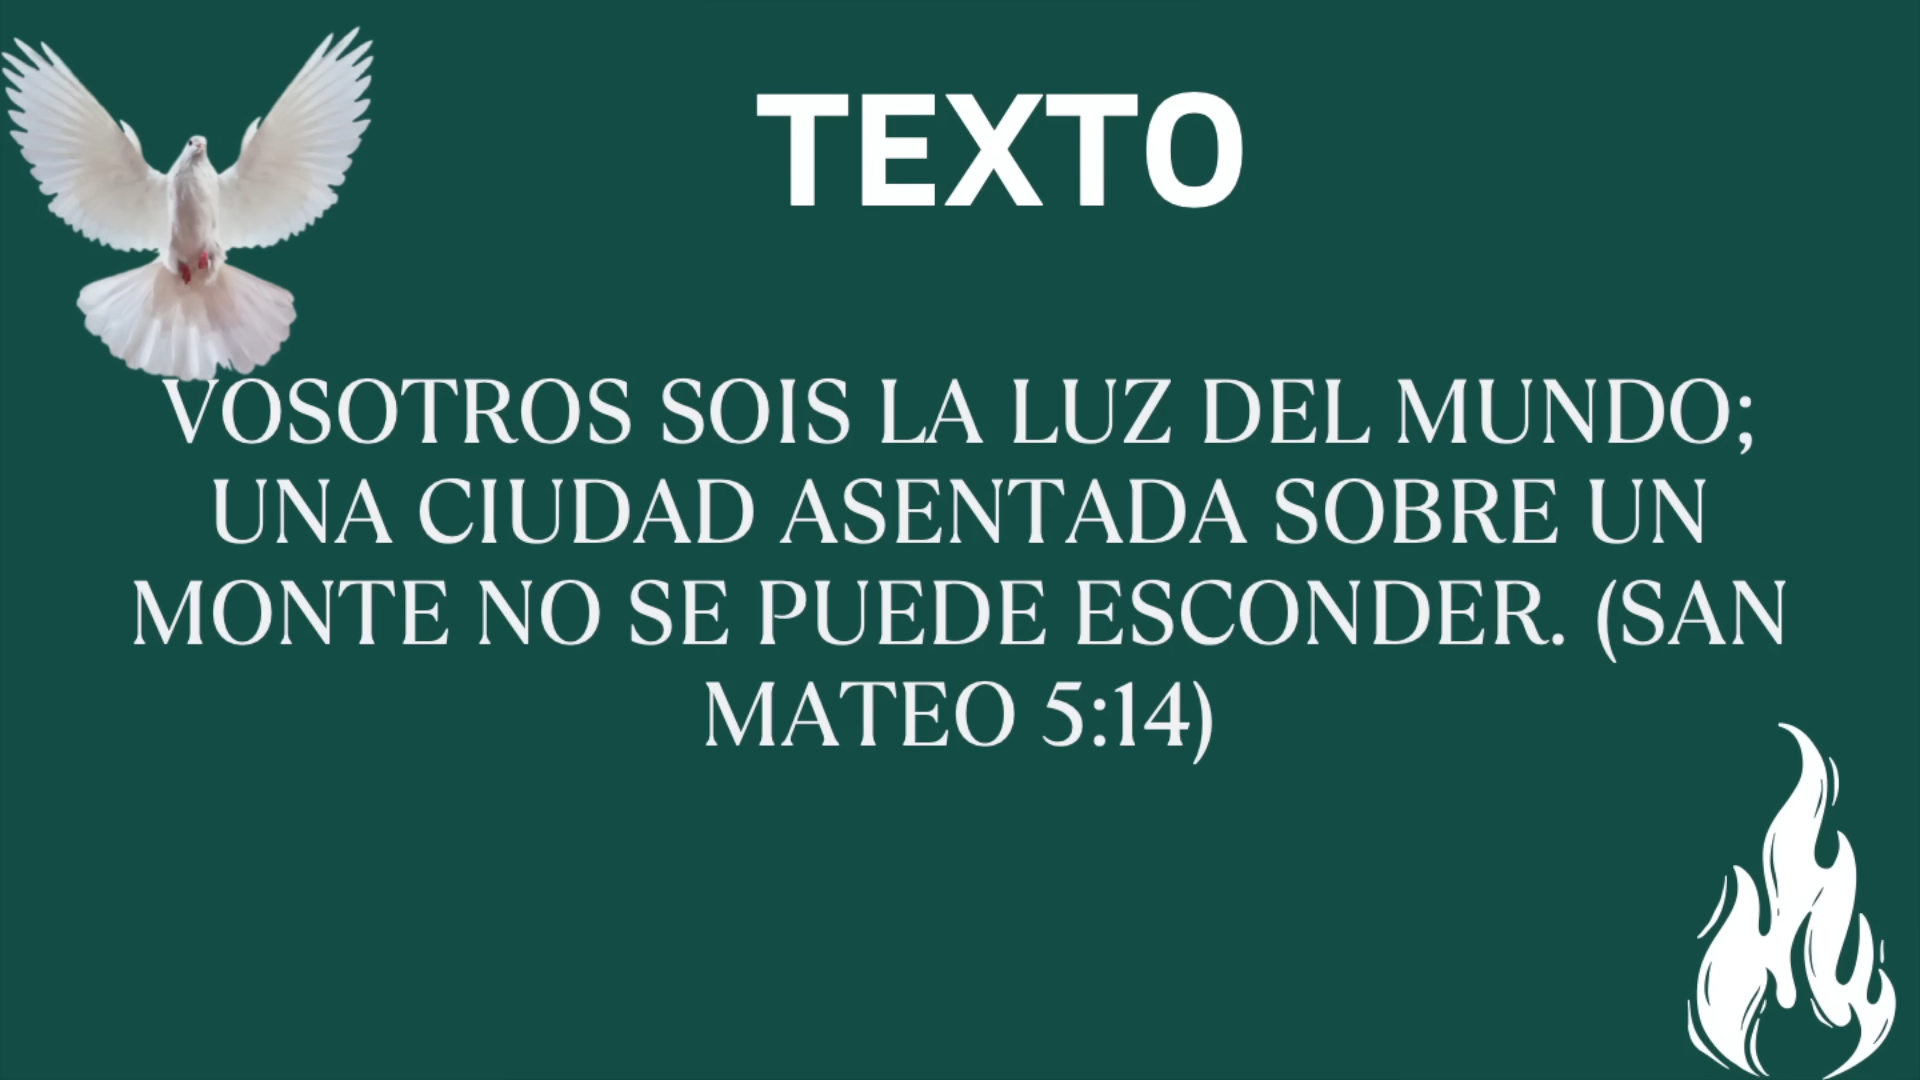 TEXTO
VOSOTROS SOIS LA LUZ DEL MUNDO;
UNA CIUDAD ASENTADA SOBRE UN
MONTE NO SE PUEDE ESCONDER. (SAN
MATEO 5:14)